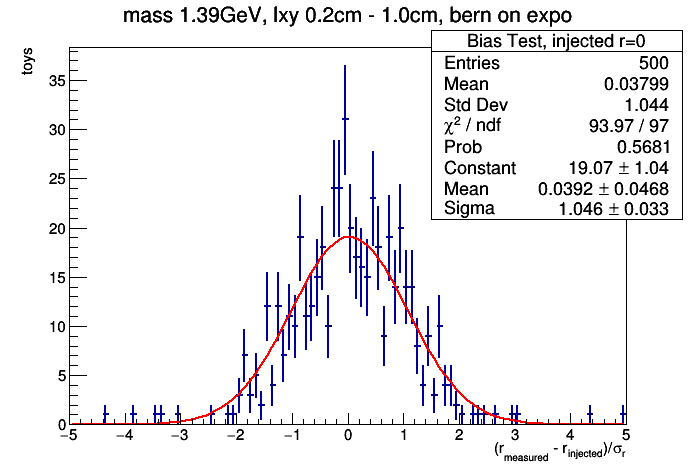 mass 1.39GeV, lxy 0.2cm - 1.0cm, bern on expo
Bias Test, injected r=0
Entries 500
Mean 0.03799
Std Dev 1.044
χ² / ndf 93.97 / 97
Prob 0.5681
Constant 19.07 ± 1.04
Mean 0.0392 ± 0.0468
Sigma 1.046 ± 0.033
toys
35
30
25
20
15
10
5
0
−5 −4 −3 −2 −1 0 1 2 3 4 5
(r_measured - r_injected)/σ_r